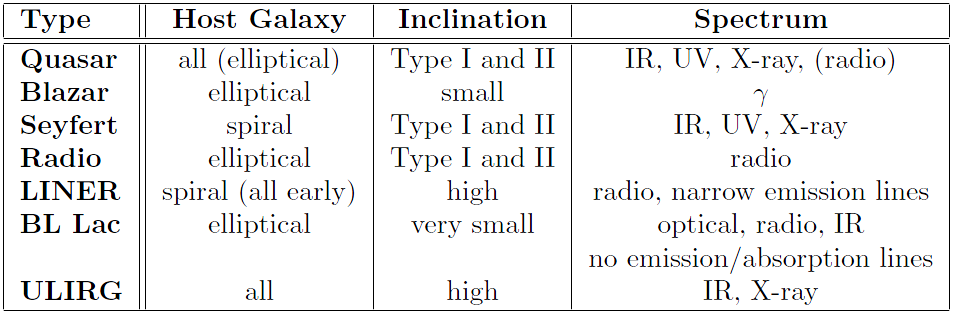 Type Host Galaxy Inclination Spectrum
Quasar all (elliptical) Type I and II IR, UV, X-ray, (radio)
Blazar elliptical small γ
Seyfert spiral Type I and II IR, UV, X-ray
Radio elliptical Type I and II radio
LINER spiral (all early) high radio, narrow emission lines
BL Lac elliptical very small optical, radio, IR
no emission/absorption lines
ULIRG all high IR, X-ray